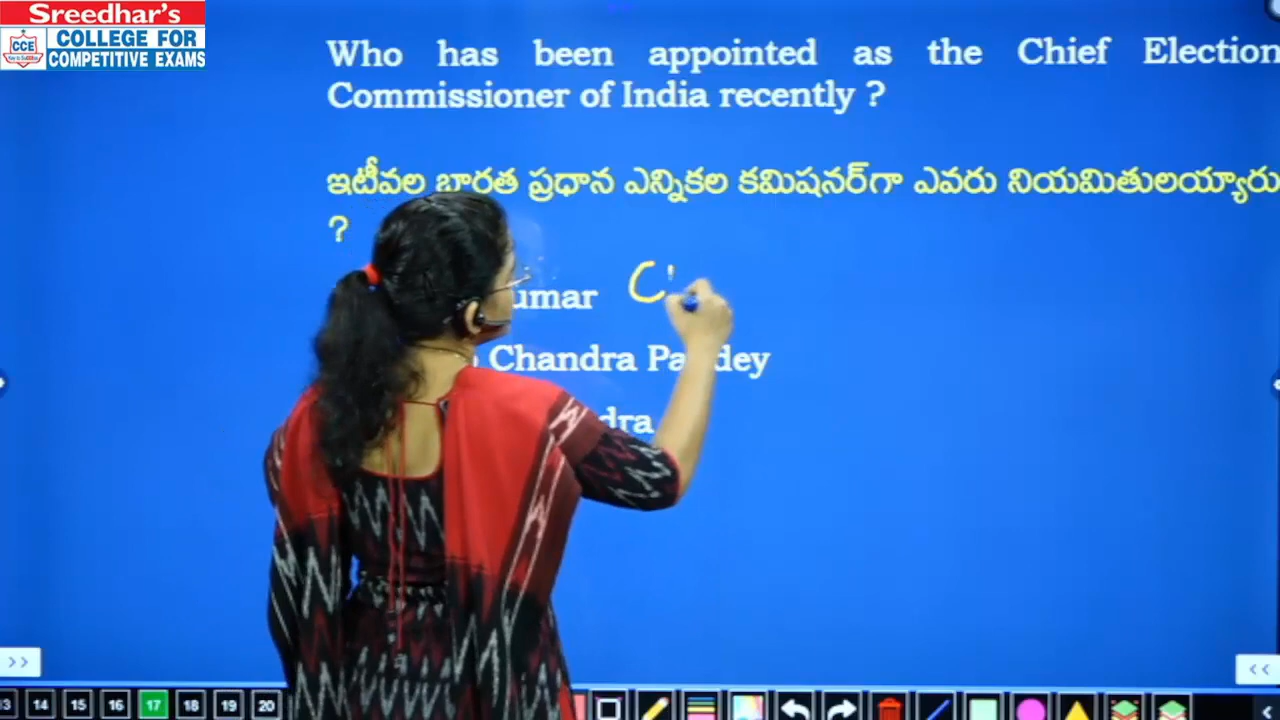 Sreedhar's
CCE
COLLEGE FOR
COMPETITIVE EXAMS
Who has been appointed as the Chief Election
Commissioner of India recently ?
ఇటీవల భారత ప్రధాన ఎన్నికల కమిషనర్‌గా ఎవరు నియమితులయ్యారు
?
umar C
Chandra Pandey
dra
>> <<
13 14 15 16 17 18 19 20